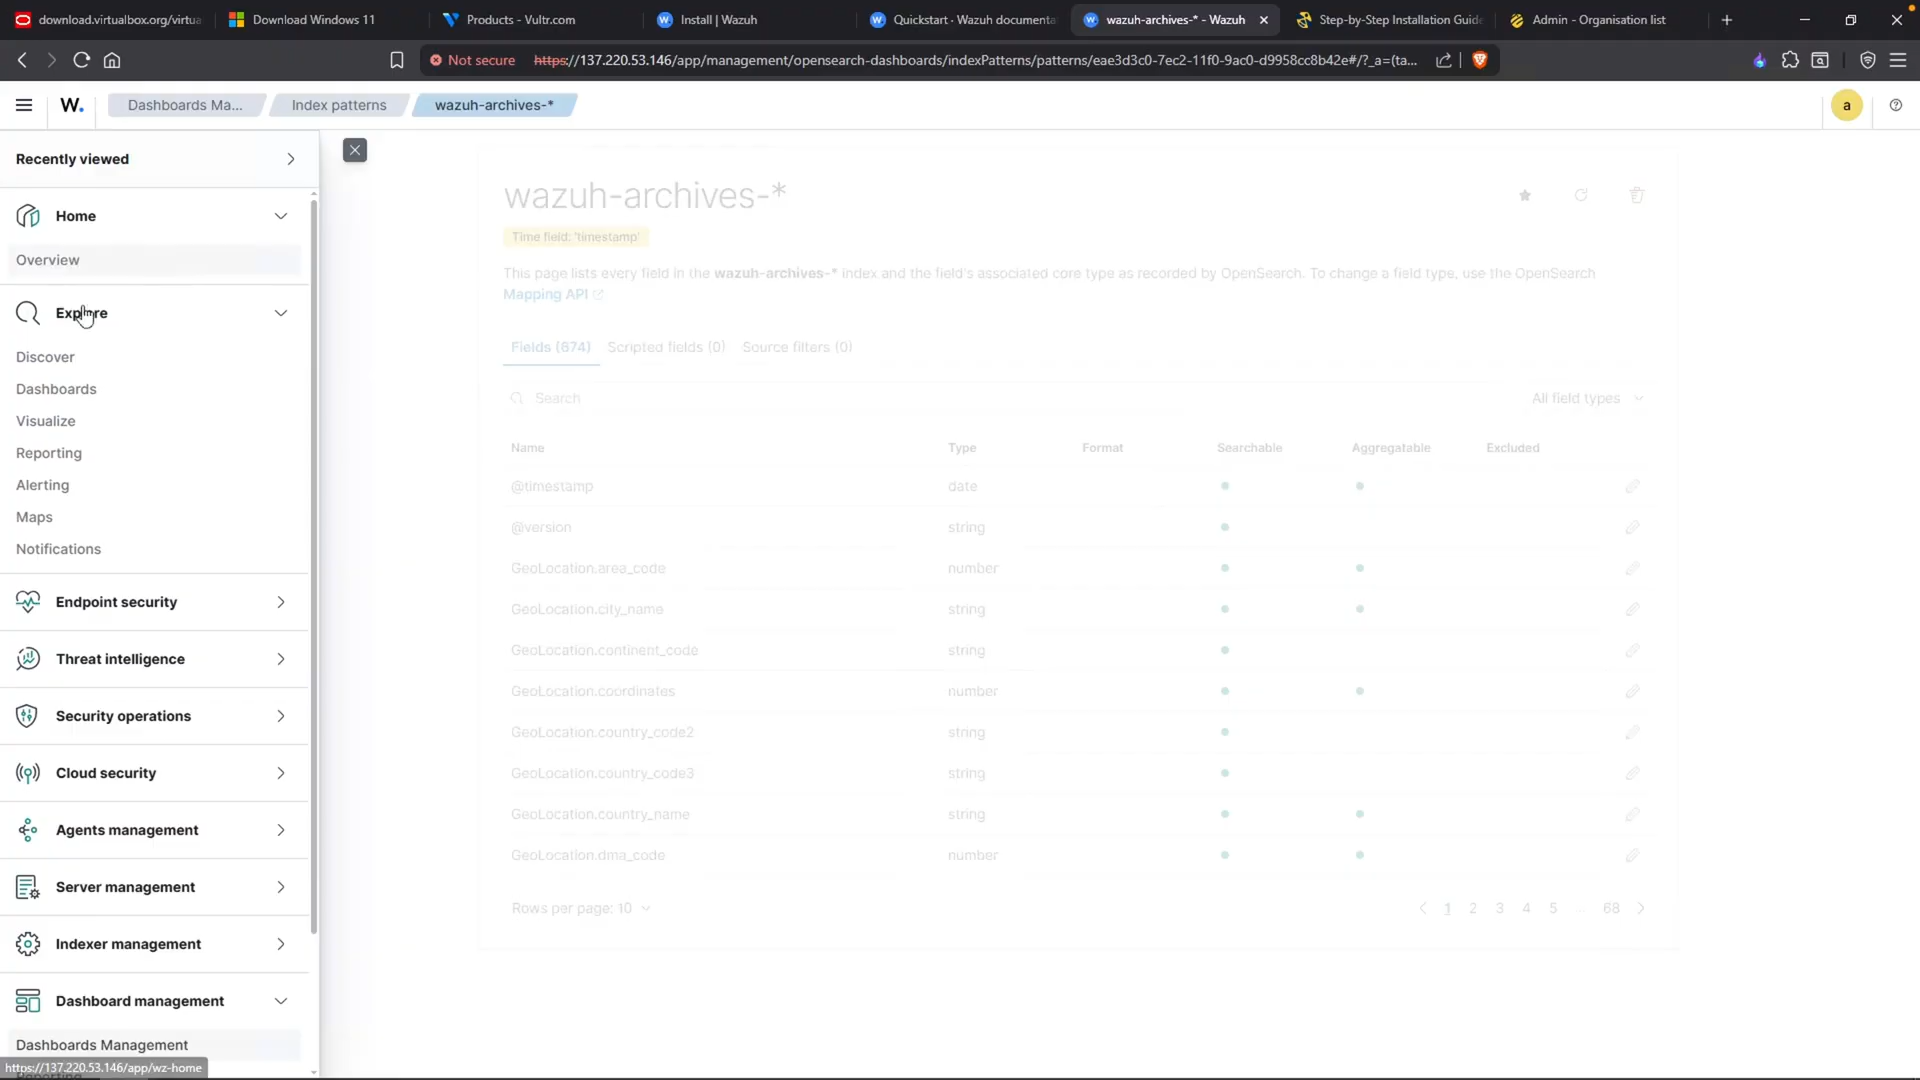 download.virtualbox.org/virtua
Download Windows 11
Products - Vultr.com
Install | Wazuh
Quickstart · Wazuh documenta
wazuh-archives-* - Wazuh
Step-by-Step Installation Guide
Admin - Organisation list
Not secure
https://137.220.53.146/app/management/opensearch-dashboards/indexPatterns/patterns/eae3d3c0-7ec2-11f0-9ac0-d9958cc8b42e#/?_a=(ta...
W.
Dashboards Ma...
Index patterns
wazuh-archives-*
a
Recently viewed
Home
Overview
Explore
Discover
Dashboards
Visualize
Reporting
Alerting
Maps
Notifications
Endpoint security
Threat intelligence
Security operations
Cloud security
Agents management
Server management
Indexer management
Dashboard management
Dashboards Management
https://137.220.53.146/app/wz-home
wazuh-archives-*
Time field: 'timestamp'
This page lists every field in the wazuh-archives-* index and the field's associated core type as recorded by OpenSearch. To change a field type, use the OpenSearch
Mapping API
Fields (674) Scripted fields (0) Source filters (0)
Search
All field types
Name Type Format Searchable Aggregatable Excluded
@timestamp date
@version string
GeoLocation.area_code number
GeoLocation.city_name string
GeoLocation.continent_code string
GeoLocation.coordinates number
GeoLocation.country_code2 string
GeoLocation.country_code3 string
GeoLocation.country_name string
GeoLocation.dma_code number
Rows per page: 10
1 2 3 4 5 ... 68